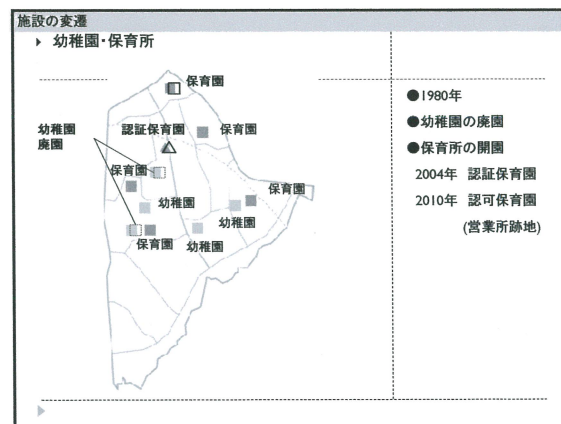 施設の変遷
幼稚園・保育所
保育園
幼稚園
廃園
認証保育園
保育園
保育園
保育園
幼稚園
幼稚園
保育園
幼稚園
●1980年
●幼稚園の廃園
●保育所の開園
2004年 認証保育園
2010年 認可保育園
(営業所跡地)